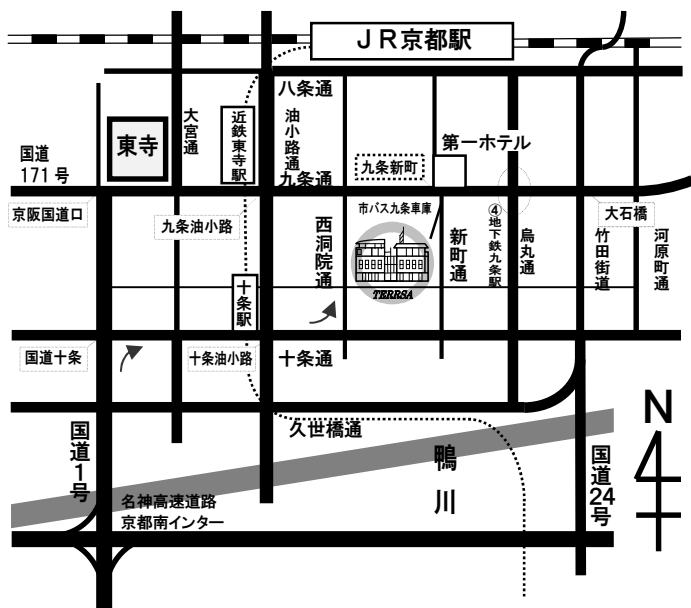 JR京都駅
八条通
大宮通
近鉄東寺駅
油小路通
第一ホテル
東寺
国道
171号
九条新町
九条通
京阪国道口
九条油小路
市バス九条車庫
大石橋
西洞院通
新町通
④地下鉄九条駅
烏丸通
竹田街道
河原町通
TERRSA
十条駅
国道十条
十条油小路
十条通
久世橋通
国道1号
鴨川
国道24号
N
名神高速道路
京都南インター